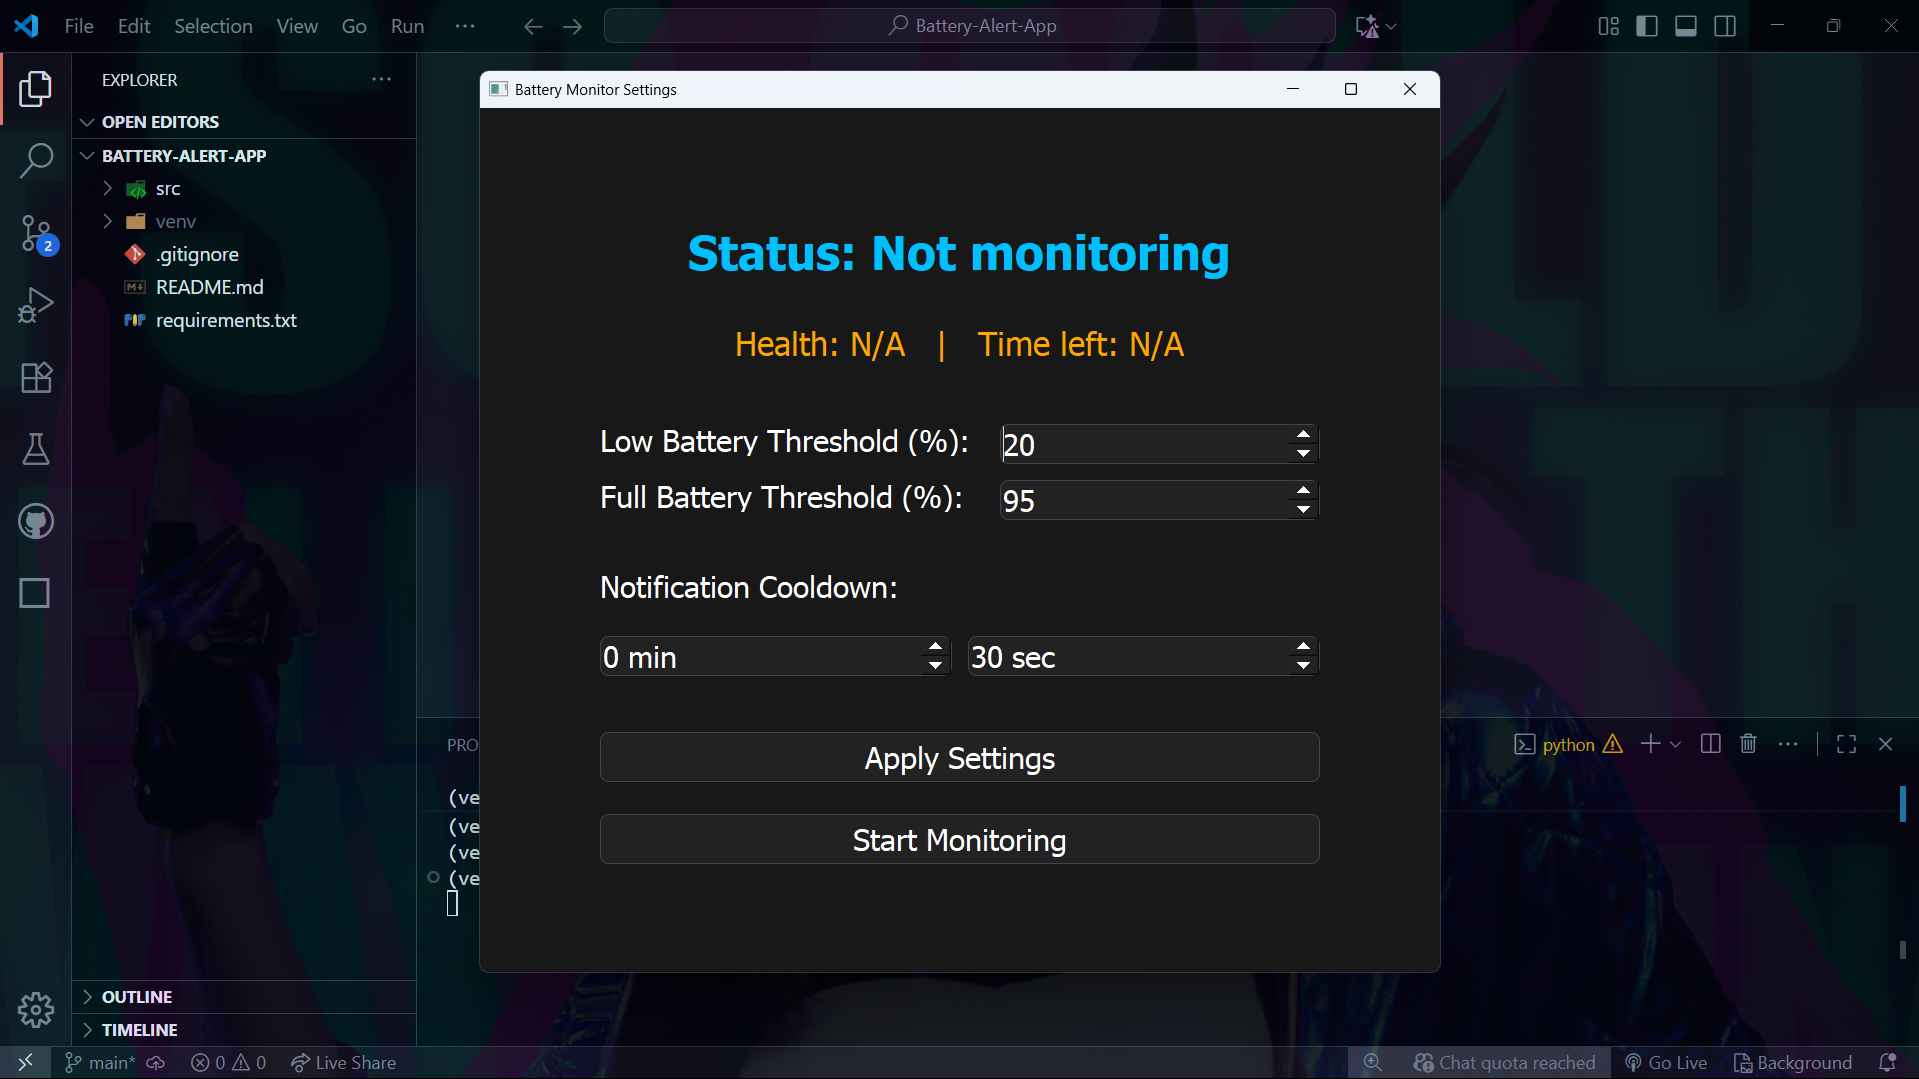 File Edit Selection View Go Run ···
Battery-Alert-App
EXPLORER
OPEN EDITORS
BATTERY-ALERT-APP
src
venv
.gitignore
README.md
requirements.txt
2
Battery Monitor Settings
Status: Not monitoring
Health: N/A | Time left: N/A
Low Battery Threshold (%): 20
Full Battery Threshold (%): 95
Notification Cooldown:
0 min 30 sec
Apply Settings
Start Monitoring
PRO
python
(ve
(ve
(ve
(ve
OUTLINE
TIMELINE
main* 0 0 Live Share
Chat quota reached Go Live Background